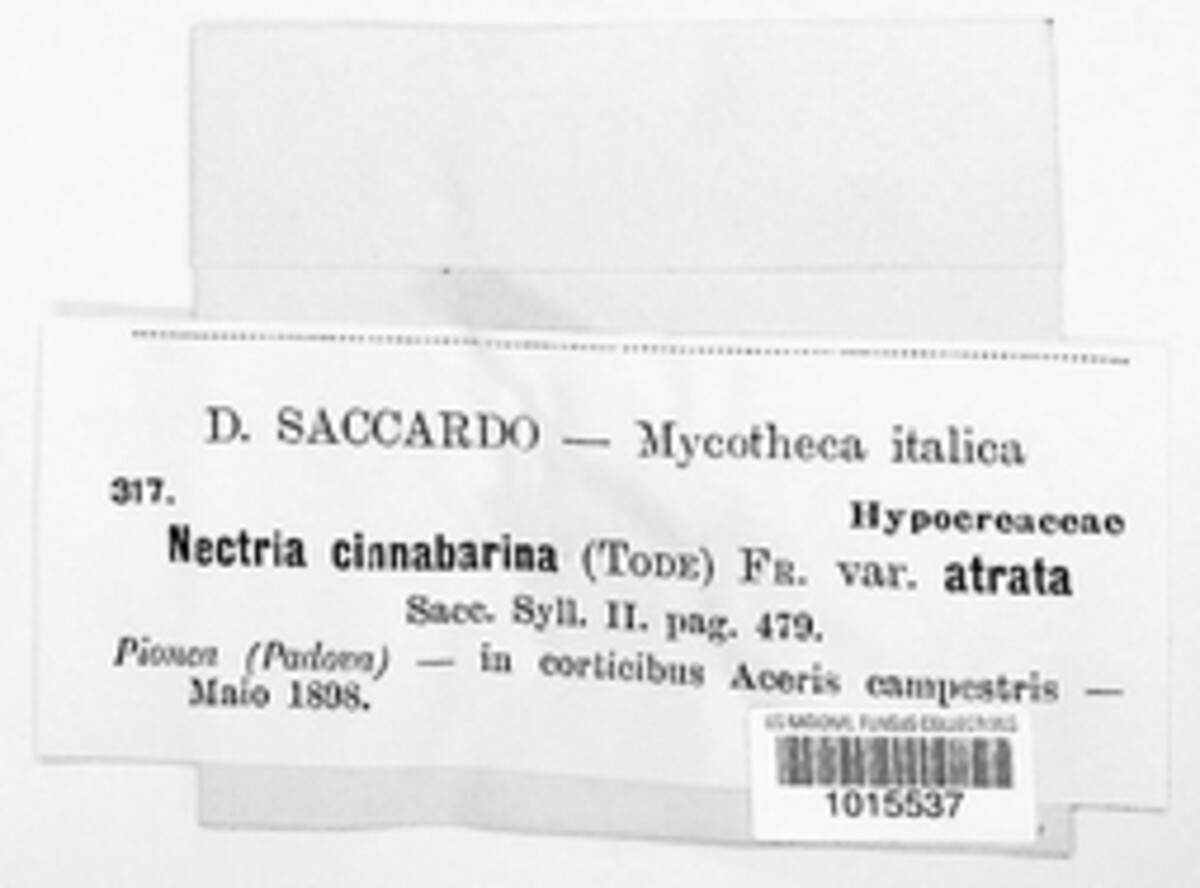 D. SACCARDO — Mycotheca italica
317.
Hypocreaceae
Nectria cinnabarina (TODE) FR. var. atrata
Sacc. Syll. II. pag. 479.
Pionca (Padova) — in corticibus Aceris campestris —
Maio 1898.
US NATIONAL FUNGUS COLLECTIONS
1015537